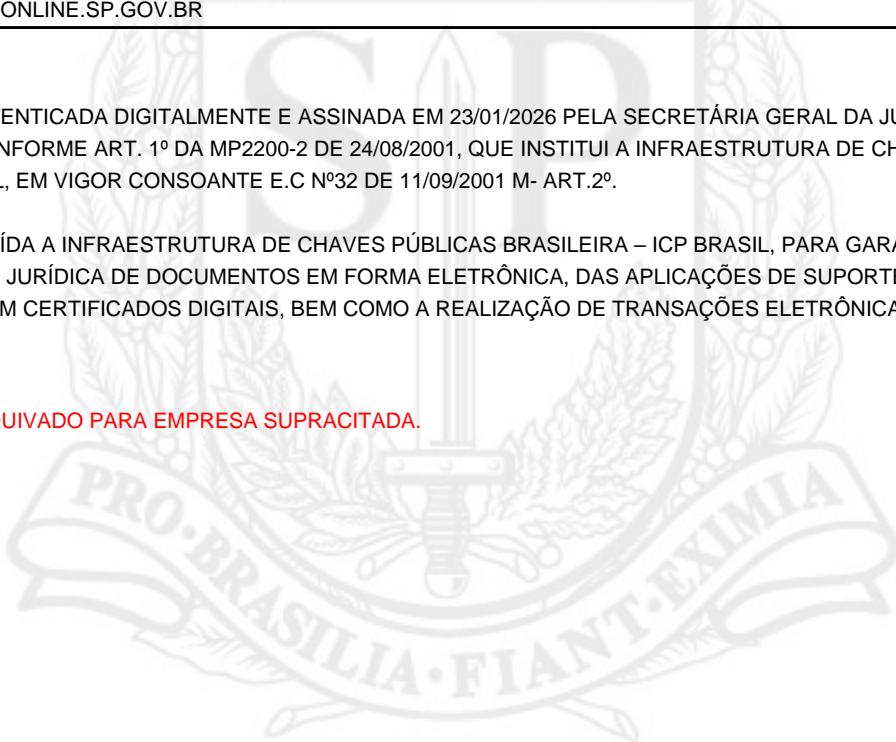 ONLINE.SP.GOV.BR
ENTICADA DIGITALMENTE E ASSINADA EM 23/01/2026 PELA SECRETÁRIA GERAL DA JU
NFORME ART. 1º DA MP2200-2 DE 24/08/2001, QUE INSTITUI A INFRAESTRUTURA DE CH
, EM VIGOR CONSOANTE E.C Nº32 DE 11/09/2001 M- ART.2º.
ÍDA A INFRAESTRUTURA DE CHAVES PÚBLICAS BRASILEIRA – ICP BRASIL, PARA GARA
JURÍDICA DE DOCUMENTOS EM FORMA ELETRÔNICA, DAS APLICAÇÕES DE SUPORTE
M CERTIFICADOS DIGITAIS, BEM COMO A REALIZAÇÃO DE TRANSAÇÕES ELETRÔNICA
QUIVADO PARA EMPRESA SUPRACITADA.
SP
PRO·BRASILIA·FIANT·EXIMIA